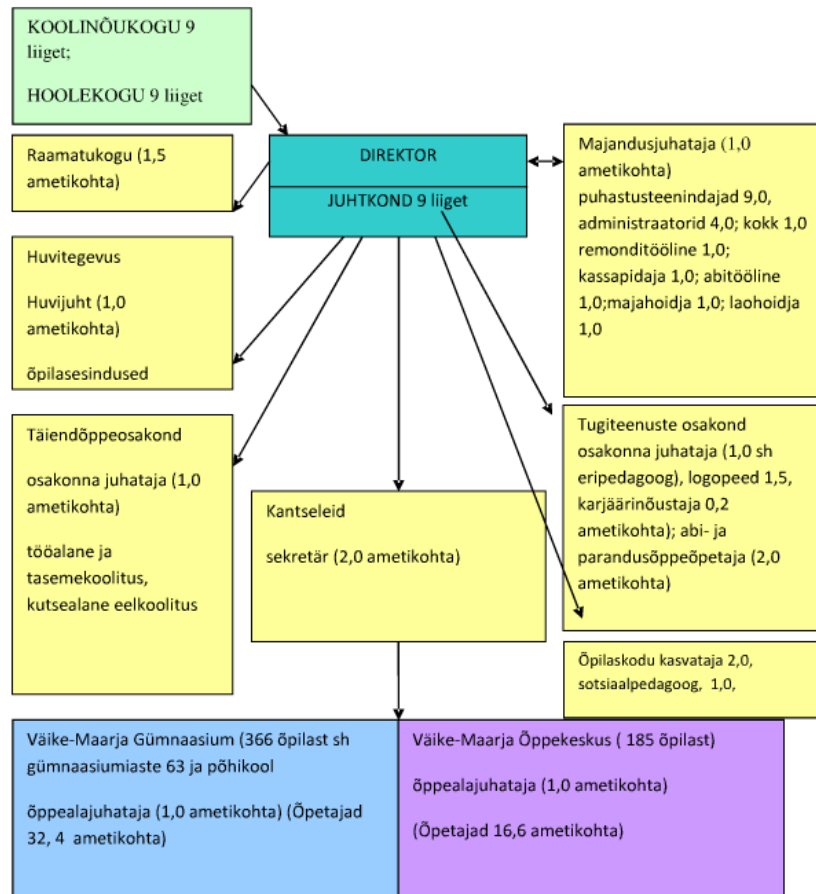 KOOLINÕUKOGU 9
liiget;
HOOLEKOGU 9 liiget
Raamatukogu (1,5
ametikohta)
DIREKTOR
JUHTKOND 9 liiget
Majandusjuhataja (1,0
ametikohta)
puhastusteenindajad 9,0,
administraatorid 4,0; kokk 1,0
remonditööline 1,0;
kassapidaja 1,0; abitööline
1,0;majahoidja 1,0; laohoidja
1,0
Huvitegevus
Huvijuht (1,0
ametikohta)
õpilasesindused
Täiendõppeosakond
osakonna juhataja (1,0
ametikohta)
tööalane ja
tasemekoolitus,
kutsealane eelkoolitus
Kantseleid
sekretär (2,0 ametikohta)
Tugiteenuste osakond
osakonna juhataja (1,0 sh
eripedagoog), logopeed 1,5,
karjäärinõustaja 0,2
ametikohta); abi- ja
parandusõppeõpetaja (2,0
ametikohta)
Õpilaskodu kasvataja 2,0,
sotsiaalpedagoog, 1,0,
Väike-Maarja Gümnaasium (366 õpilast sh
gümnaasiumiaste 63 ja põhikool
õppealajuhataja (1,0 ametikohta) (Õpetajad
32, 4 ametikohta)
Väike-Maarja Õppekeskus ( 185 õpilast)
õppealajuhataja (1,0 ametikohta)
(Õpetajad 16,6 ametikohta)